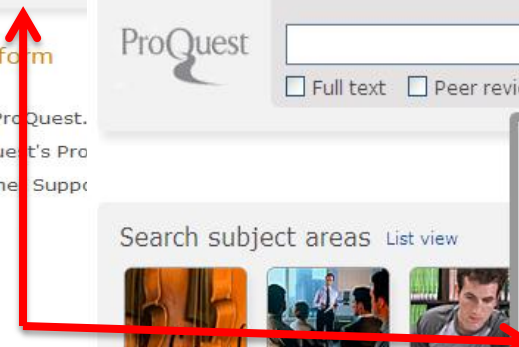 form
ProQuest.
uest's Pro
ne Suppo
ProQuest
Full text Peer revi
Search subject areas List view